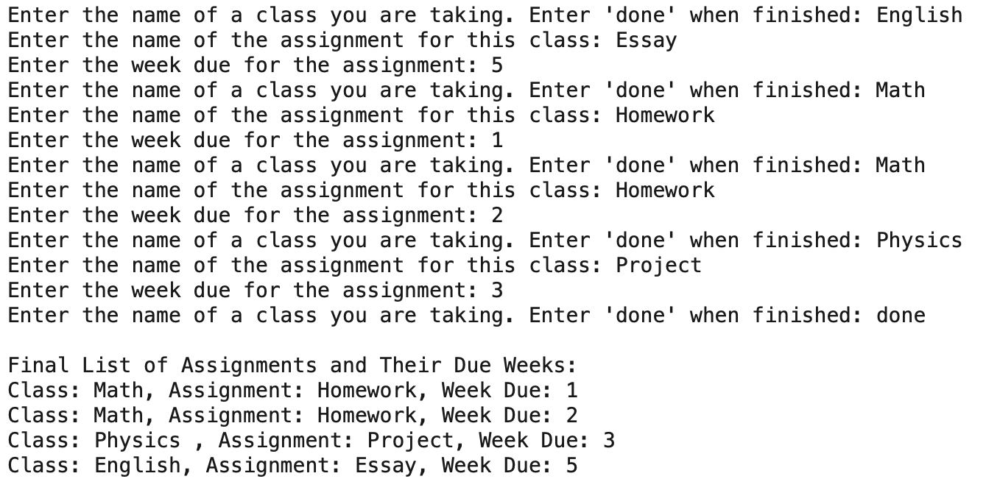 Enter the name of a class you are taking. Enter 'done' when finished: English
Enter the name of the assignment for this class: Essay
Enter the week due for the assignment: 5
Enter the name of a class you are taking. Enter 'done' when finished: Math
Enter the name of the assignment for this class: Homework
Enter the week due for the assignment: 1
Enter the name of a class you are taking. Enter 'done' when finished: Math
Enter the name of the assignment for this class: Homework
Enter the week due for the assignment: 2
Enter the name of a class you are taking. Enter 'done' when finished: Physics
Enter the name of the assignment for this class: Project
Enter the week due for the assignment: 3
Enter the name of a class you are taking. Enter 'done' when finished: done

Final List of Assignments and Their Due Weeks:
Class: Math, Assignment: Homework, Week Due: 1
Class: Math, Assignment: Homework, Week Due: 2
Class: Physics , Assignment: Project, Week Due: 3
Class: English, Assignment: Essay, Week Due: 5